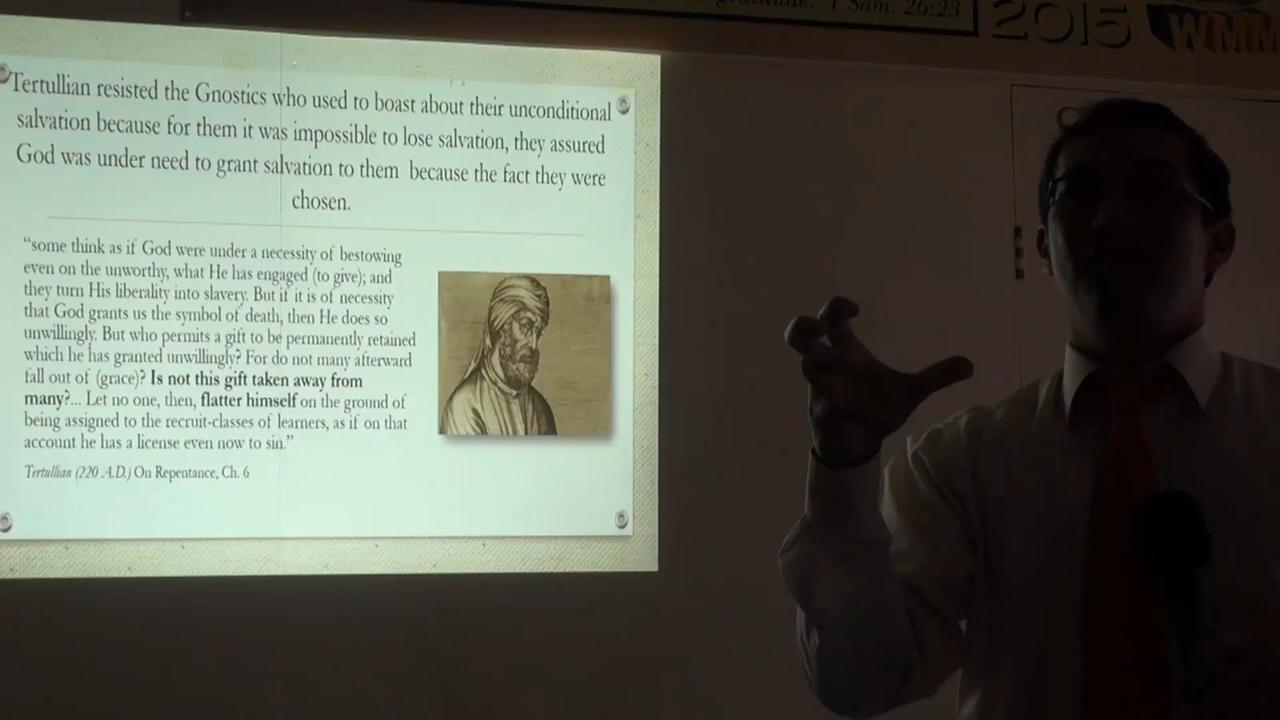 gratitude. 1 Sam. 26:23
2015
WMM
Tertullian resisted the Gnostics who used to boast about their unconditional
salvation because for them it was impossible to lose salvation, they assured
God was under need to grant salvation to them because the fact they were
chosen.
“some think as if God were under a necessity of bestowing
even on the unworthy, what He has engaged (to give); and
they turn His liberality into slavery. But if it is of necessity
that God grants us the symbol of death, then He does so
unwillingly. But who permits a gift to be permanently retained
which he has granted unwillingly? For do not many afterward
fall out of (grace)? Is not this gift taken away from
many?... Let no one, then, flatter himself on the ground of
being assigned to the recruit-classes of learners, as if on that
account he has a license even now to sin.”
Tertullian (220 A.D.) On Repentance, Ch. 6